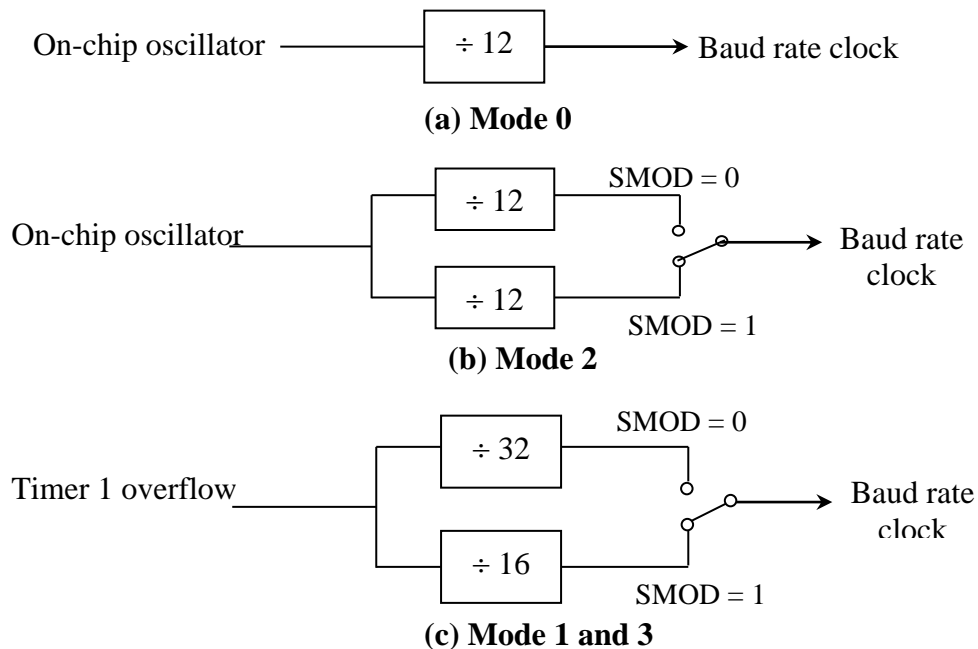 On-chip oscillator
÷ 12
Baud rate clock
(a) Mode 0
÷ 12
SMOD = 0
On-chip oscillator
Baud rate
clock
÷ 12
SMOD = 1
(b) Mode 2
÷ 32
SMOD = 0
Timer 1 overflow
Baud rate
clock
÷ 16
SMOD = 1
(c) Mode 1 and 3